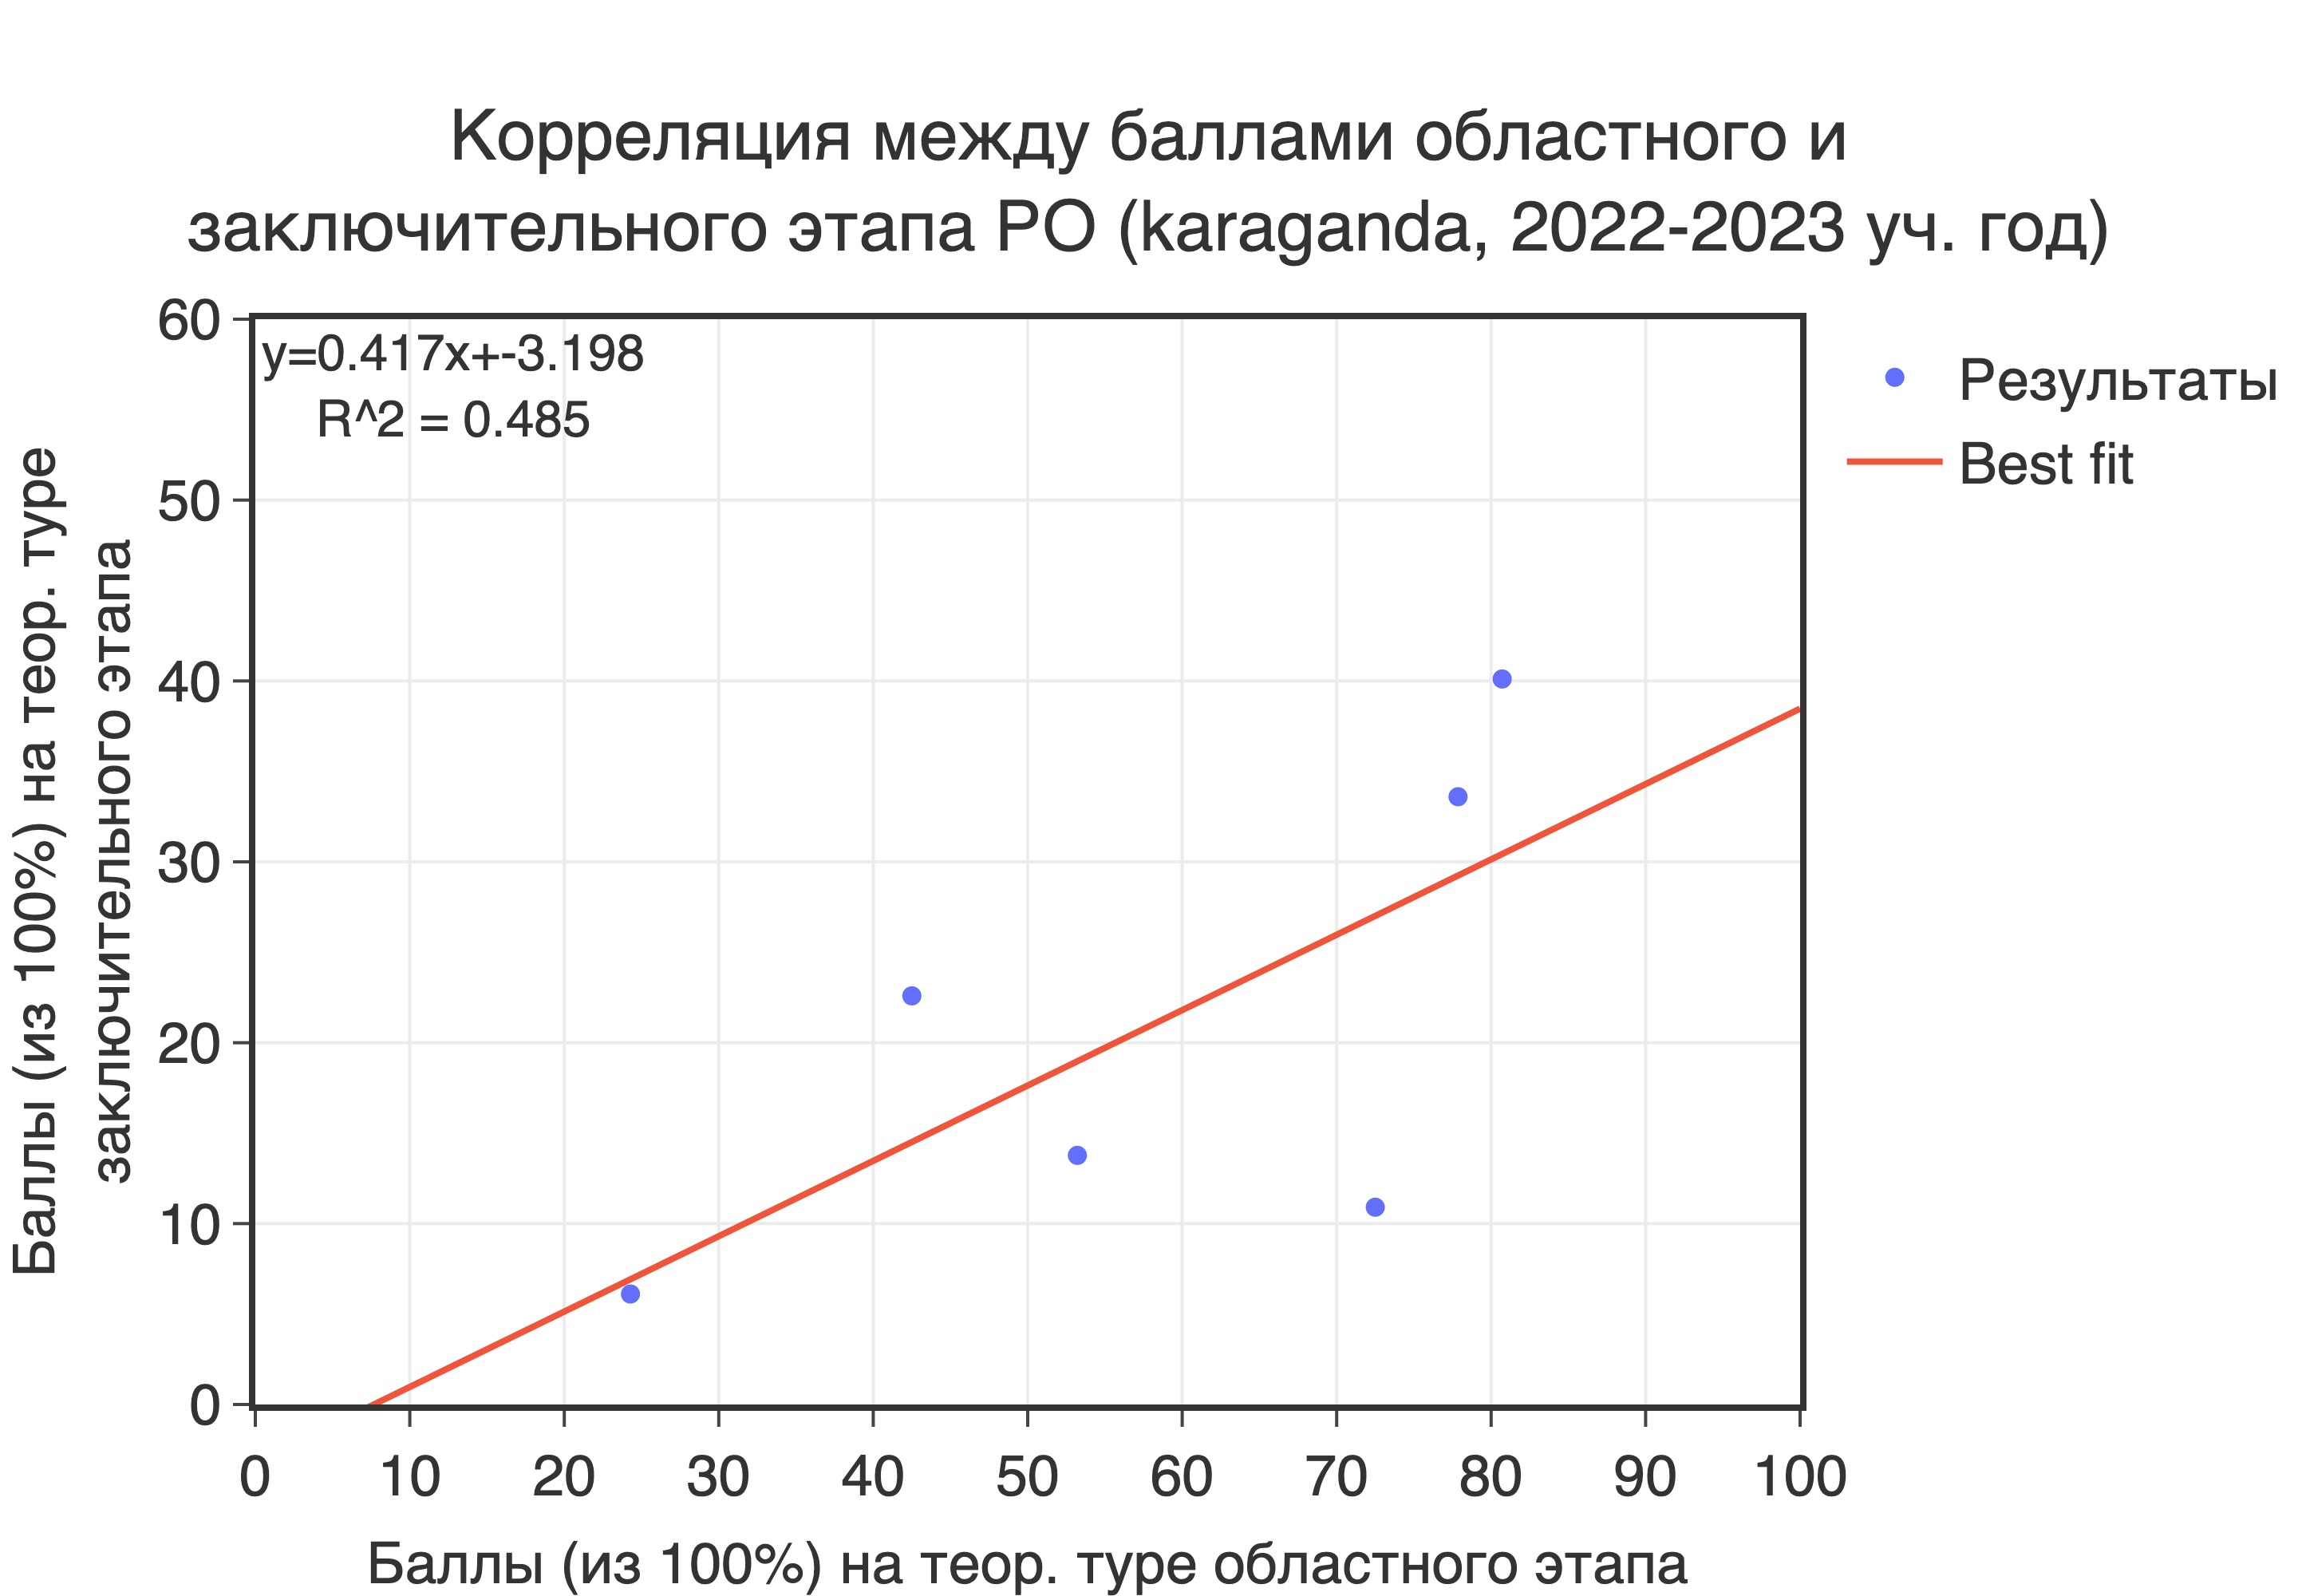 Корреляция между баллами областного и
заключительного этапа РО (karaganda, 2022-2023 уч. год)
y=0.417x+-3.198
R^2 = 0.485
Результаты
Best fit
Баллы (из 100%) на теор. туре
заключительного этапа
60
50
40
30
20
10
0
0 10 20 30 40 50 60 70 80 90 100
Баллы (из 100%) на теор. туре областного этапа